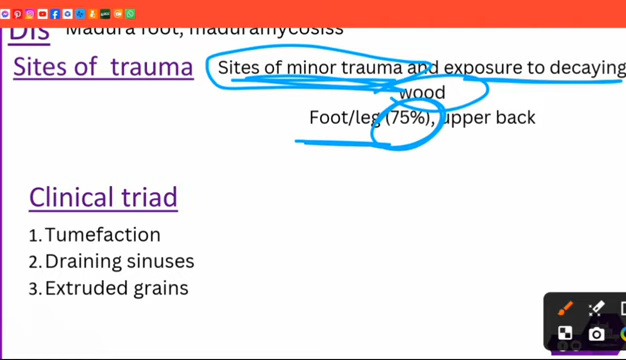 Dis Madura foot, maduramycosiss
Sites of trauma Sites of minor trauma and exposure to decaying
wood
Foot/leg (75%), upper back
Clinical triad
1. Tumefaction
2. Draining sinuses
3. Extruded grains